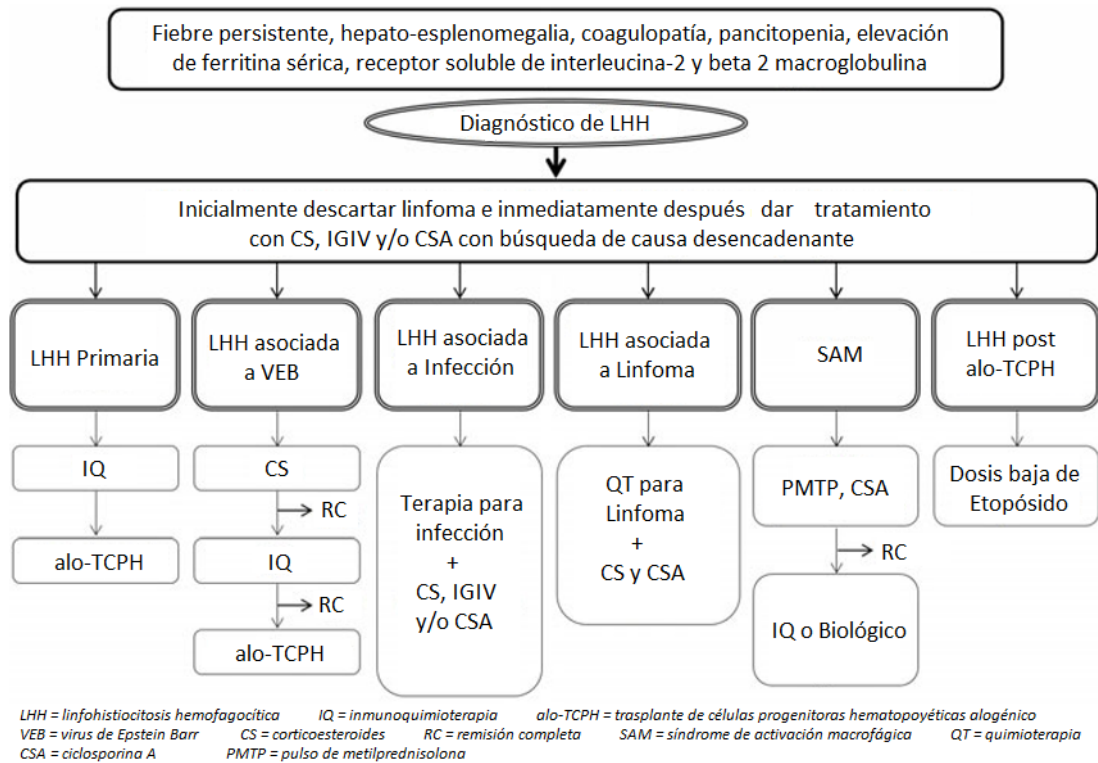 Fiebre persistente, hepato-esplenomegalia, coagulopatía, pancitopenia, elevación
de ferritina sérica, receptor soluble de interleucina-2 y beta 2 macroglobulina
Diagnóstico de LHH
Inicialmente descartar linfoma e inmediatamente después dar tratamiento
con CS, IGIV y/o CSA con búsqueda de causa desencadenante
LHH Primaria
LHH asociada
a VEB
LHH asociada
a Infección
LHH asociada
a Linfoma
SAM
LHH post
alo-TCPH
IQ
alo-TCPH
CS
RC
IQ
RC
alo-TCPH
Terapia para
infección
+
CS, IGIV
y/o CSA
QT para
Linfoma
+
CS y CSA
PMTP, CSA
RC
IQ o Biológico
Dosis baja de
Etopósido
LHH = linfohistiocitosis hemofagocítica IQ = inmunoquimioterapia alo-TCPH = trasplante de células progenitoras hematopoyéticas alogénico
VEB = virus de Epstein Barr CS = corticoesteroides RC = remisión completa SAM = síndrome de activación macrofágica QT = quimioterapia
CSA = ciclosporina A PMTP = pulso de metilprednisolona